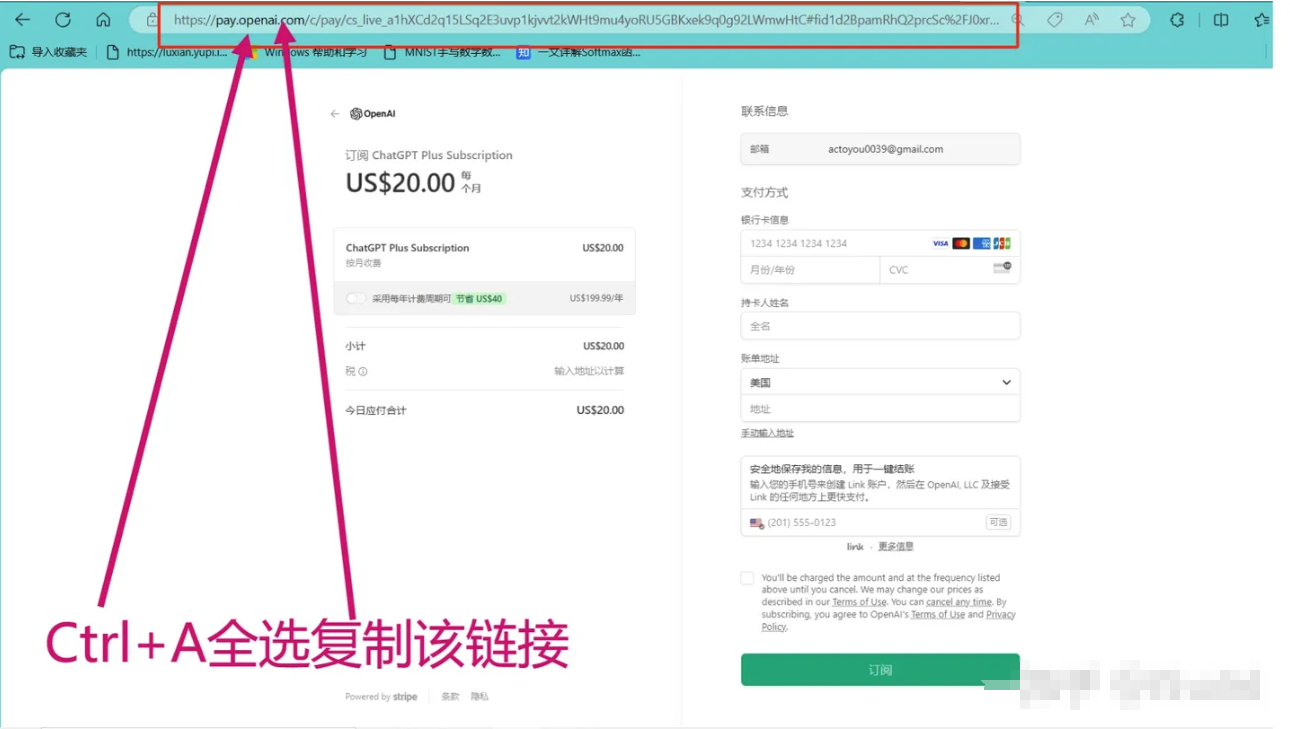 https://pay.openai.com/c/pay/cs_live_a1hXCd2q15LSq2E3uvp1kjvvt2kWHt9mu4yoRU5GBKxek9q0g92LWmwHtC#fid1d2BpamRhQ2prcSc%2FJ0xr...
导入收藏夹 https://luxian.yupi.i... Windows 帮助和学习 MNIST手写数字数... 知 一文详解Softmax函...
OpenAI
订阅 ChatGPT Plus Subscription
US$20.00 每个月
ChatGPT Plus Subscription US$20.00
按月收费
采用每年计费周期可 节省 US$40 US$199.99/年
小计 US$20.00
税 输入地址以计算
今日应付合计 US$20.00
Ctrl+A全选复制该链接
Powered by stripe 条款 隐私
联系信息
邮箱 actoyou0039@gmail.com
支付方式
银行卡信息
1234 1234 1234 1234 VISA JCB
月份/年份 CVC
持卡人姓名
全名
账单地址
美国
地址
手动输入地址
安全地保存我的信息，用于一键结账
输入您的手机号来创建 Link 账户，然后在 OpenAI, LLC 及接受
Link 的任何地方上更快支付。
(201) 555-0123 可选
link · 更多信息
You'll be charged the amount and at the frequency listed
above until you cancel. We may change our prices as
described in our Terms of Use. You can cancel any time. By
subscribing, you agree to OpenAI's Terms of Use and Privacy
Policy.
订阅